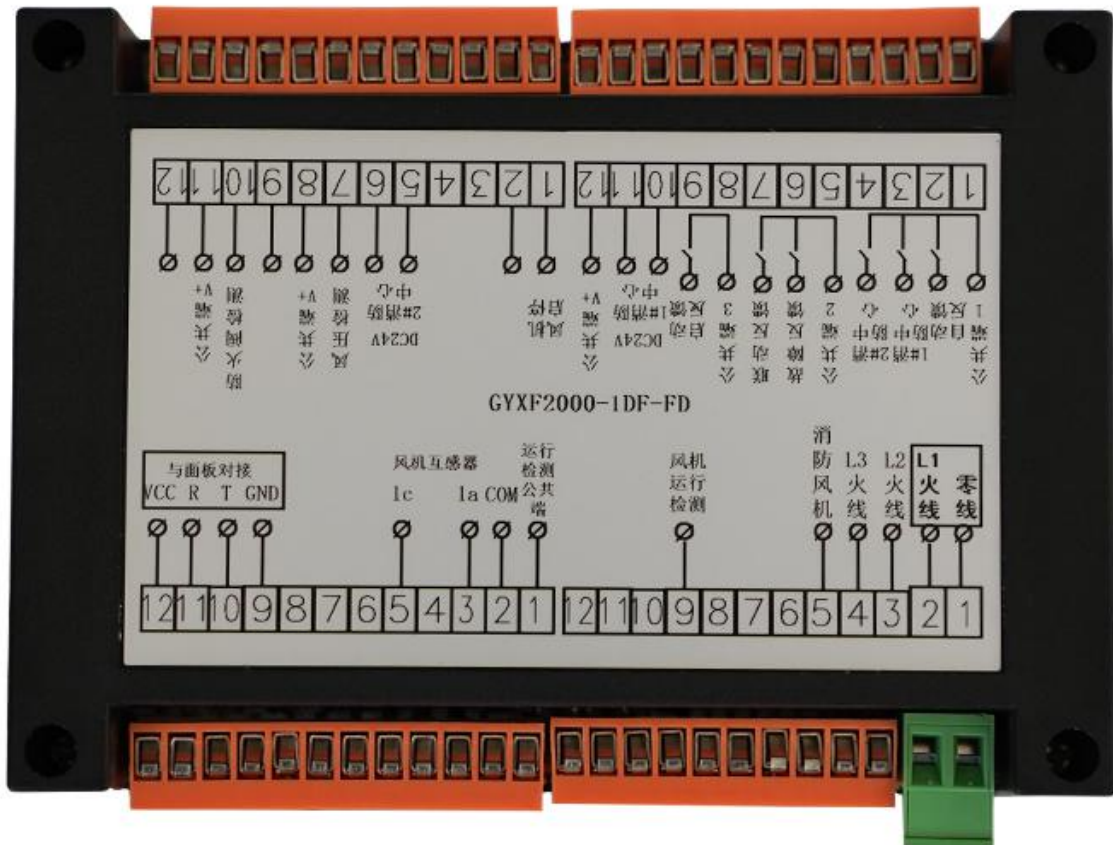 12 11 10 9 8 7 6 5 4 3 2 1
12 11 10 9 8 7 6 5 4 3 2 1
公共端V+
防火阀检测
公共端V+
风压检测
2#消防中心
DC24V
风机启停
公共端V+
1#消防中心
DC24V
启动反馈
公共端3
联动反馈
故障反馈
公共端2
2#消防中心
1#消防中心
自动反馈
公共端1
GYXF2000-1DF-FD
与面板对接
VCC R T GND
风机互感器
1c 1a COM
运行检测公共端
风机运行检测
消防风机
L3火线
L2火线
L1火线
零线
12 11 10 9 8 7 6 5 4 3 2 1
12 11 10 9 8 7 6 5 4 3 2 1